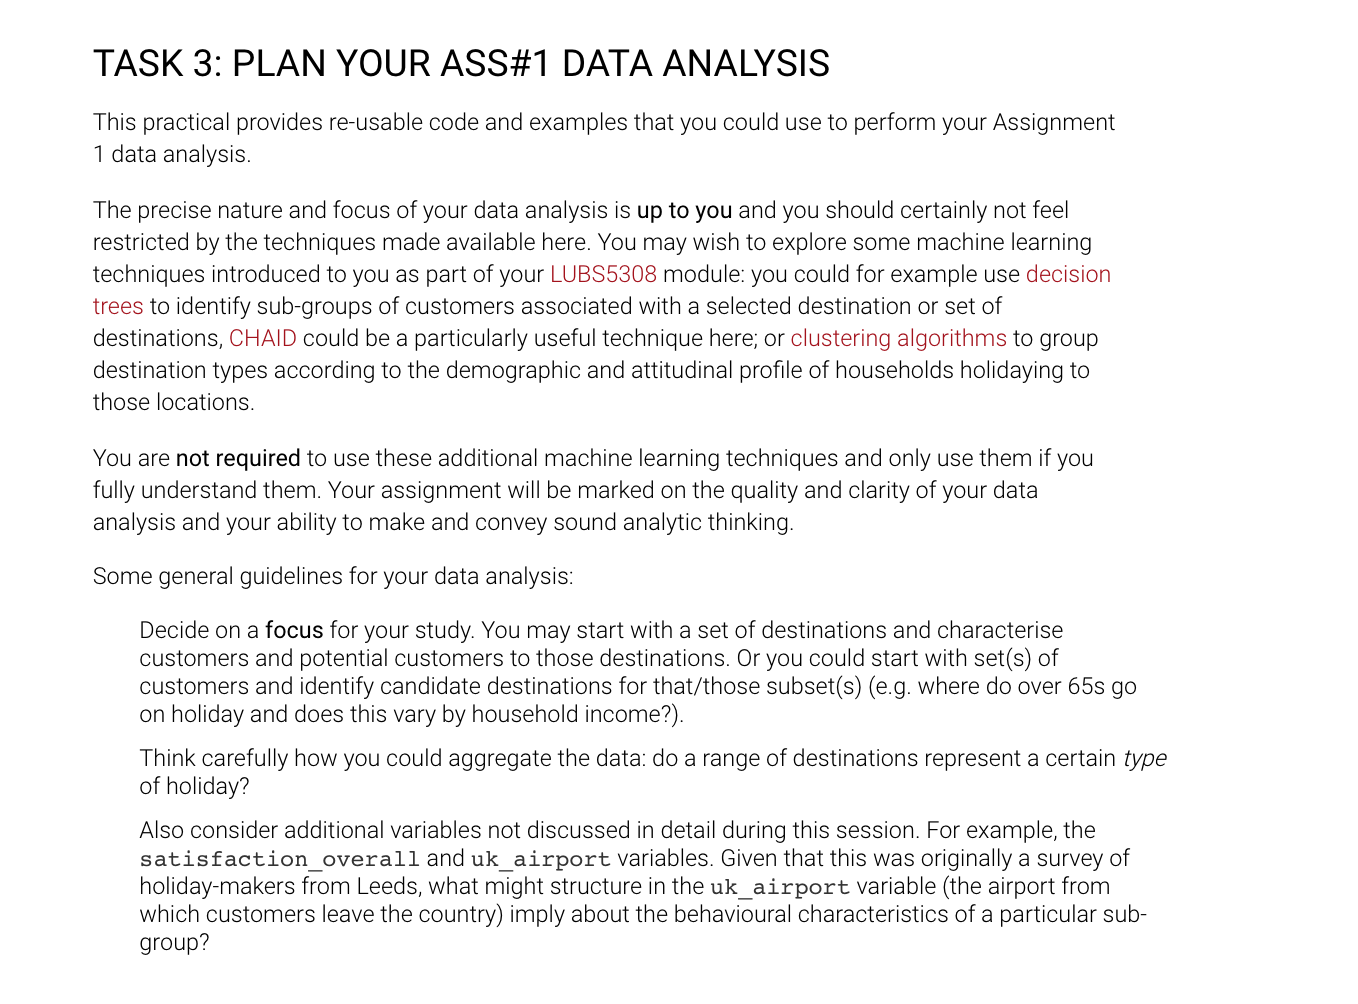 TASK 3: PLAN YOUR ASS#1 DATA ANALYSIS
This practical provides re-usable code and examples that you could use to perform your Assignment
1 data analysis.
The precise nature and focus of your data analysis is up to you and you should certainly not feel
restricted by the techniques made available here. You may wish to explore some machine learning
techniques introduced to you as part of your LUBS5308 module: you could for example use decision
trees to identify sub-groups of customers associated with a selected destination or set of
destinations, CHAID could be a particularly useful technique here; or clustering algorithms to group
destination types according to the demographic and attitudinal profile of households holidaying to
those locations.
You are not required to use these additional machine learning techniques and only use them if you
fully understand them. Your assignment will be marked on the quality and clarity of your data
analysis and your ability to make and convey sound analytic thinking.
Some general guidelines for your data analysis:
Decide on a focus for your study. You may start with a set of destinations and characterise
customers and potential customers to those destinations. Or you could start with set(s) of
customers and identify candidate destinations for that/those subset(s) (e.g. where do over 65s go
on holiday and does this vary by household income?).
Think carefully how you could aggregate the data: do a range of destinations represent a certain type
of holiday?
Also consider additional variables not discussed in detail during this session. For example, the
satisfaction_overall and uk_airport variables. Given that this was originally a survey of
holiday-makers from Leeds, what might structure in the uk_airport variable (the airport from
which customers leave the country) imply about the behavioural characteristics of a particular sub-
group?